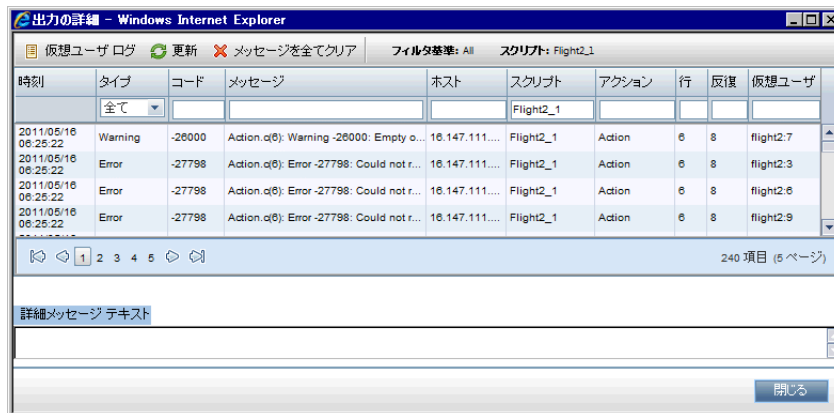 出力の詳細 - Windows Internet Explorer
仮想ユーザ ログ 更新 メッセージを全てクリア フィルタ基準: All スクリプト: Flight2_1
時刻 タイプ コード メッセージ ホスト スクリプト アクション 行 反復 仮想ユーザ
全て Flight2_1
2011/05/16 06:25:22 Warning -26000 Action.c(6): Warning -26000: Empty o... 16.147.111.... Flight2_1 Action 6 8 flight2:7
2011/05/16 06:25:22 Error -27798 Action.c(6): Error -27798: Could not r... 16.147.111.... Flight2_1 Action 6 8 flight2:3
2011/05/16 06:25:22 Error -27798 Action.c(6): Error -27798: Could not r... 16.147.111.... Flight2_1 Action 6 8 flight2:6
2011/05/16 06:25:22 Error -27798 Action.c(6): Error -27798: Could not r... 16.147.111.... Flight2_1 Action 6 8 flight2:9
1 2 3 4 5 240 項目 (5 ページ)
詳細メッセージ テキスト
閉じる